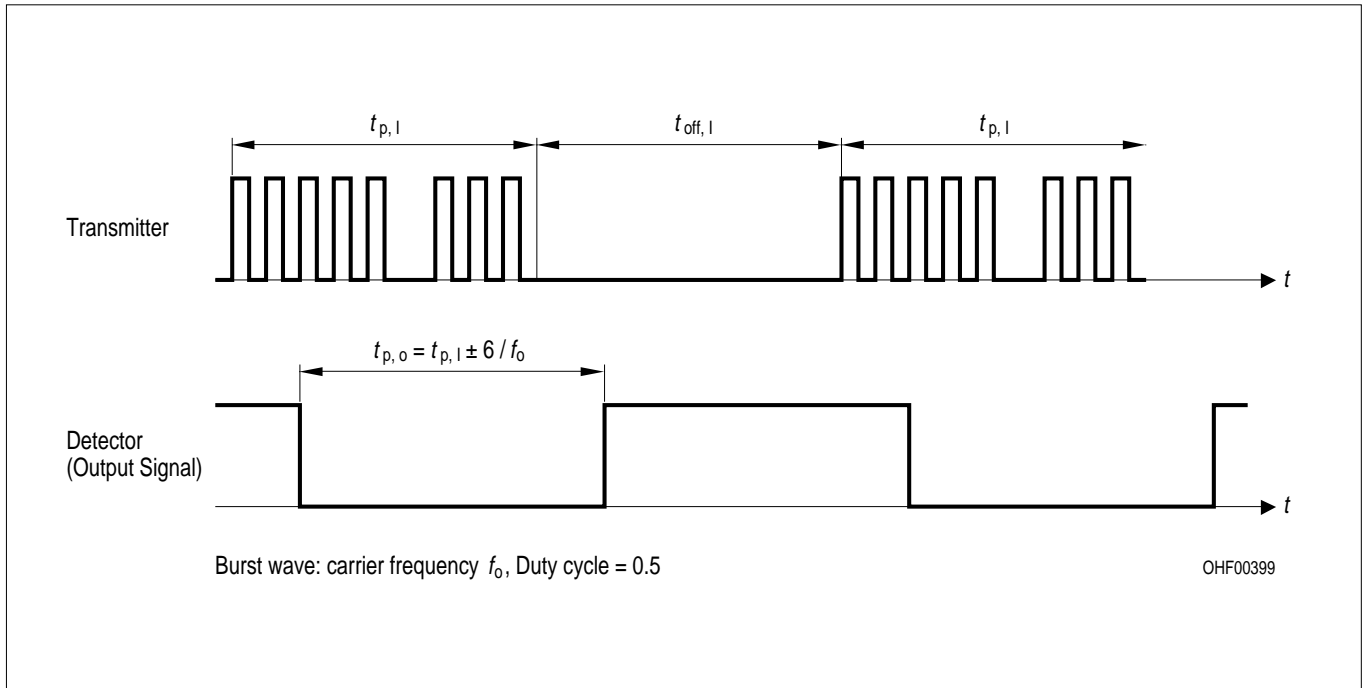 t p, I
t off, I
t p, I
Transmitter
t
t p, o = t p, I ± 6 / f o
Detector
(Output Signal)
t
Burst wave: carrier frequency f o, Duty cycle = 0.5
OHF00399